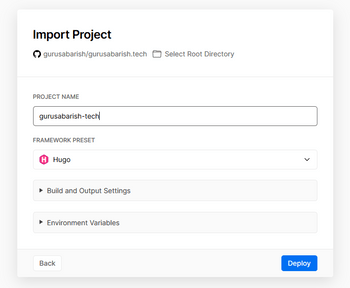 Import Project
gurusabarish/gurusabarish.tech Select Root Directory
PROJECT NAME
gurusabarish-tech
FRAMEWORK PRESET
H Hugo
Build and Output Settings
Environment Variables
Back Deploy